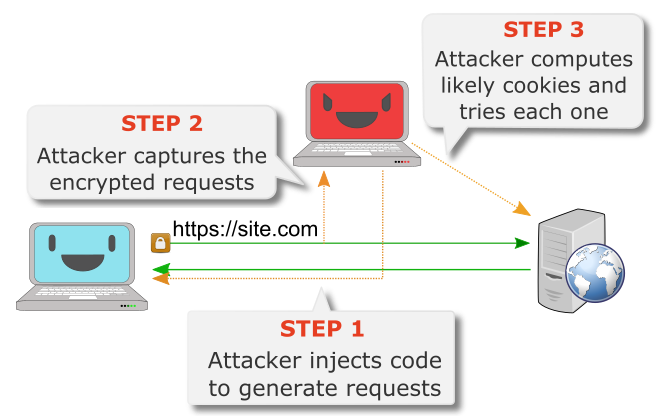 STEP 3
Attacker computes
likely cookies and
tries each one
STEP 2
Attacker captures the
encrypted requests
https://site.com
STEP 1
Attacker injects code
to generate requests